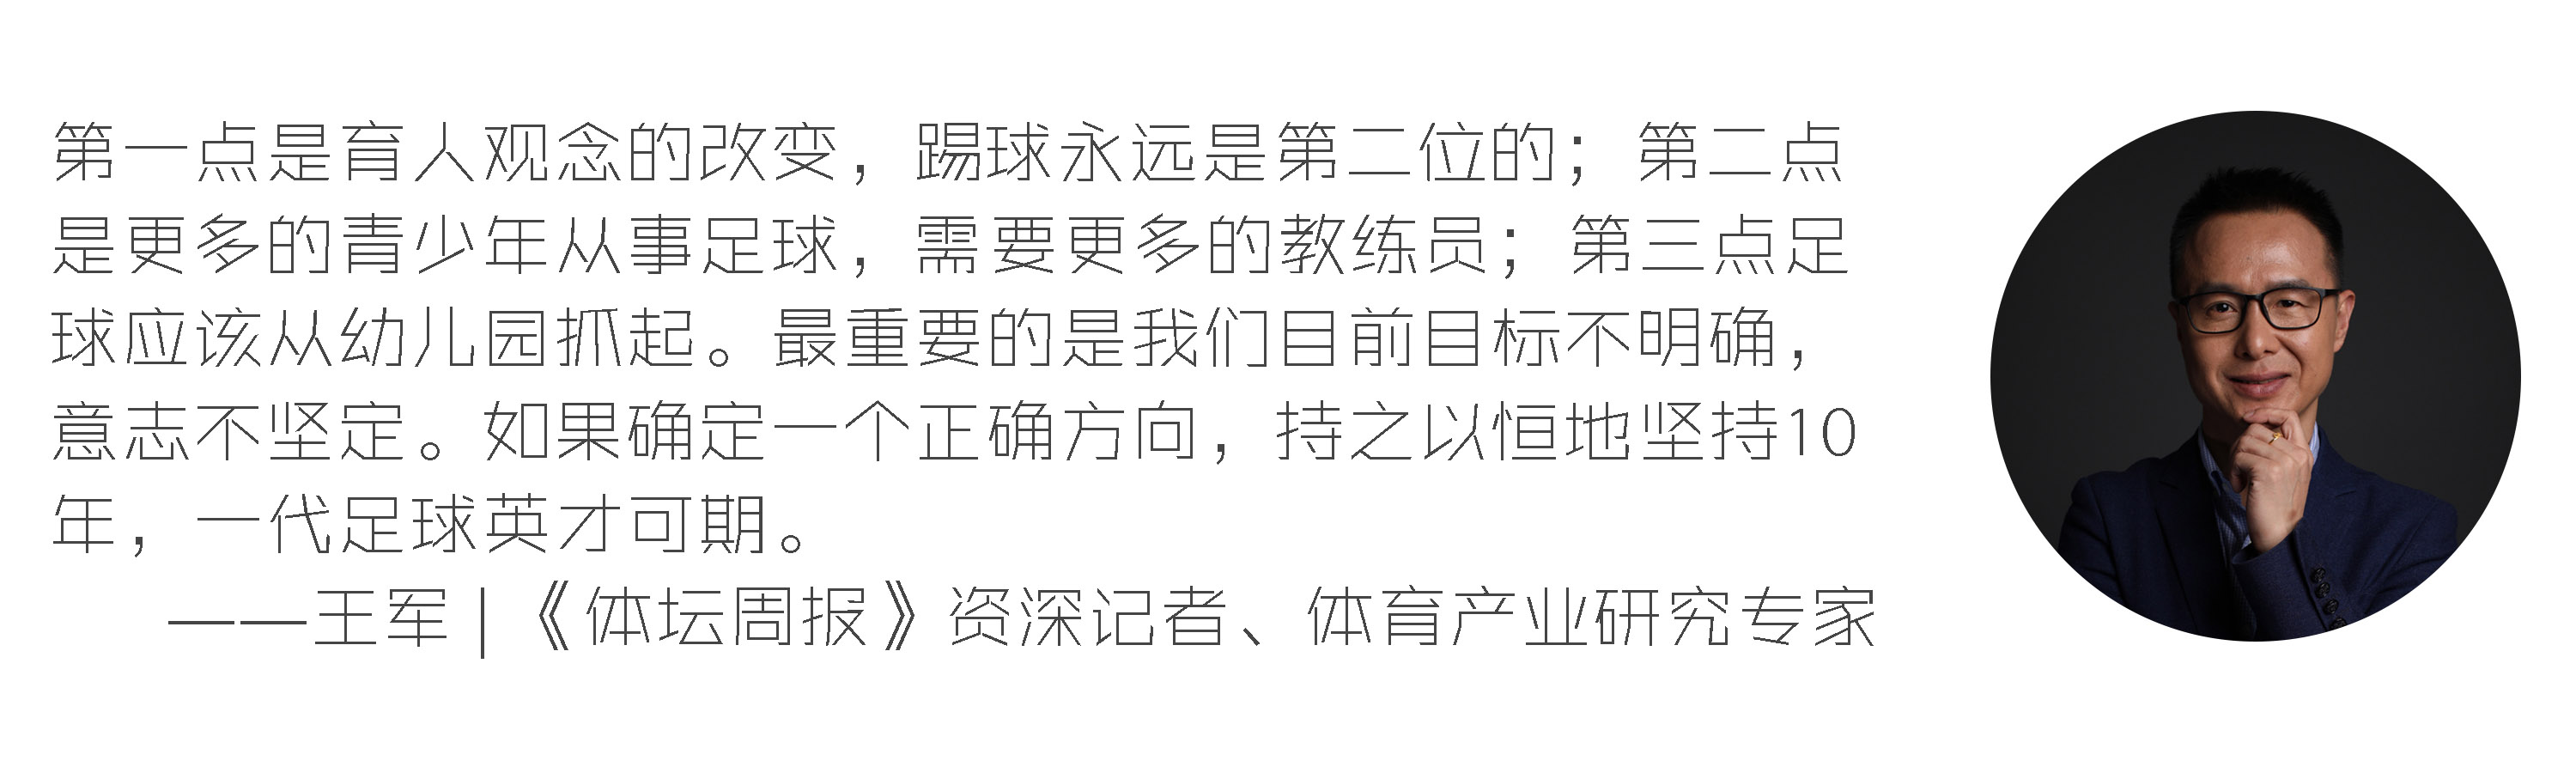 第一点是育人观念的改变，踢球永远是第二位的；第二点
是更多的青少年从事足球，需要更多的教练员；第三点足
球应该从幼儿园抓起。最重要的是我们目前目标不明确，
意志不坚定。如果确定一个正确方向，持之以恒地坚持10
年，一代足球英才可期。
——王军｜《体坛周报》资深记者、体育产业研究专家